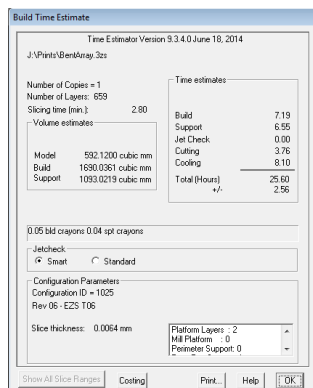 Build Time Estimate
Time Estimator Version 9.3.4.0 June 18, 2014
J:\Prints\BentArray.3zs
Number of Copies = 1
Number of Layers: 659
Slicing time (min.): 2.80
Volume estimates
Model 592.1200 cubic mm
Build 1690.0361 cubic mm
Support 1093.0219 cubic mm
Time estimates
Build 7.19
Support 6.55
Jet Check 0.00
Cutting 3.76
Cooling 8.10
Total (Hours) 25.60
+/- 2.56
0.05 bld crayons 0.04 spt crayons
Jetcheck
Smart Standard
Configuration Parameters
Configuration ID = 1025
Rev 06 - EZS T06
Slice thickness: 0.0064 mm
Platform Layers : 2
Mill Platform : 0
Perimeter Support: 0
Show All Slice Ranges Costing Print... Help OK